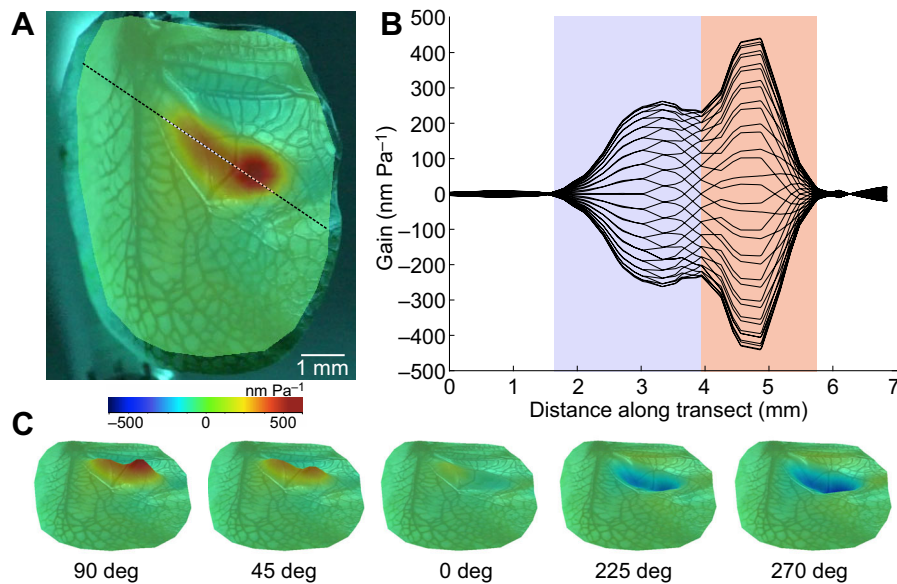 A
1 mm
nm Pa⁻¹
–500
0
500
B
Gain (nm Pa⁻¹)
500
400
300
200
100
0
–100
–200
–300
–400
–500
0
1
2
3
4
5
6
7
Distance along transect (mm)
C
90 deg
45 deg
0 deg
225 deg
270 deg